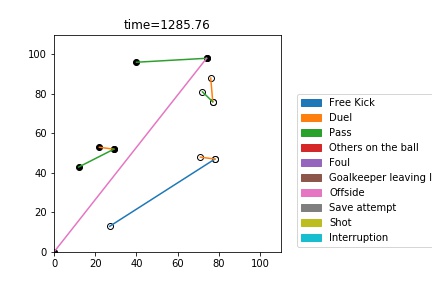 time=1285.76
100
80
60
40
20
0
0 20 40 60 80 100
Free Kick
Duel
Pass
Others on the ball
Foul
Goalkeeper leaving l
Offside
Save attempt
Shot
Interruption